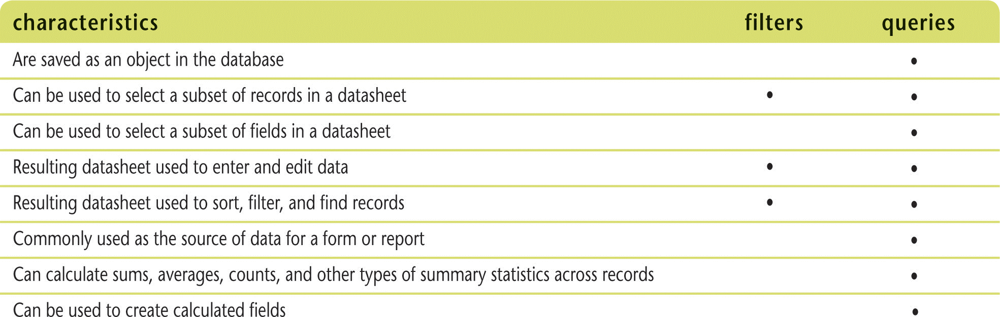 characteristics filters queries
Are saved as an object in the database •
Can be used to select a subset of records in a datasheet • •
Can be used to select a subset of fields in a datasheet •
Resulting datasheet used to enter and edit data • •
Resulting datasheet used to sort, filter, and find records • •
Commonly used as the source of data for a form or report •
Can calculate sums, averages, counts, and other types of summary statistics across records •
Can be used to create calculated fields •